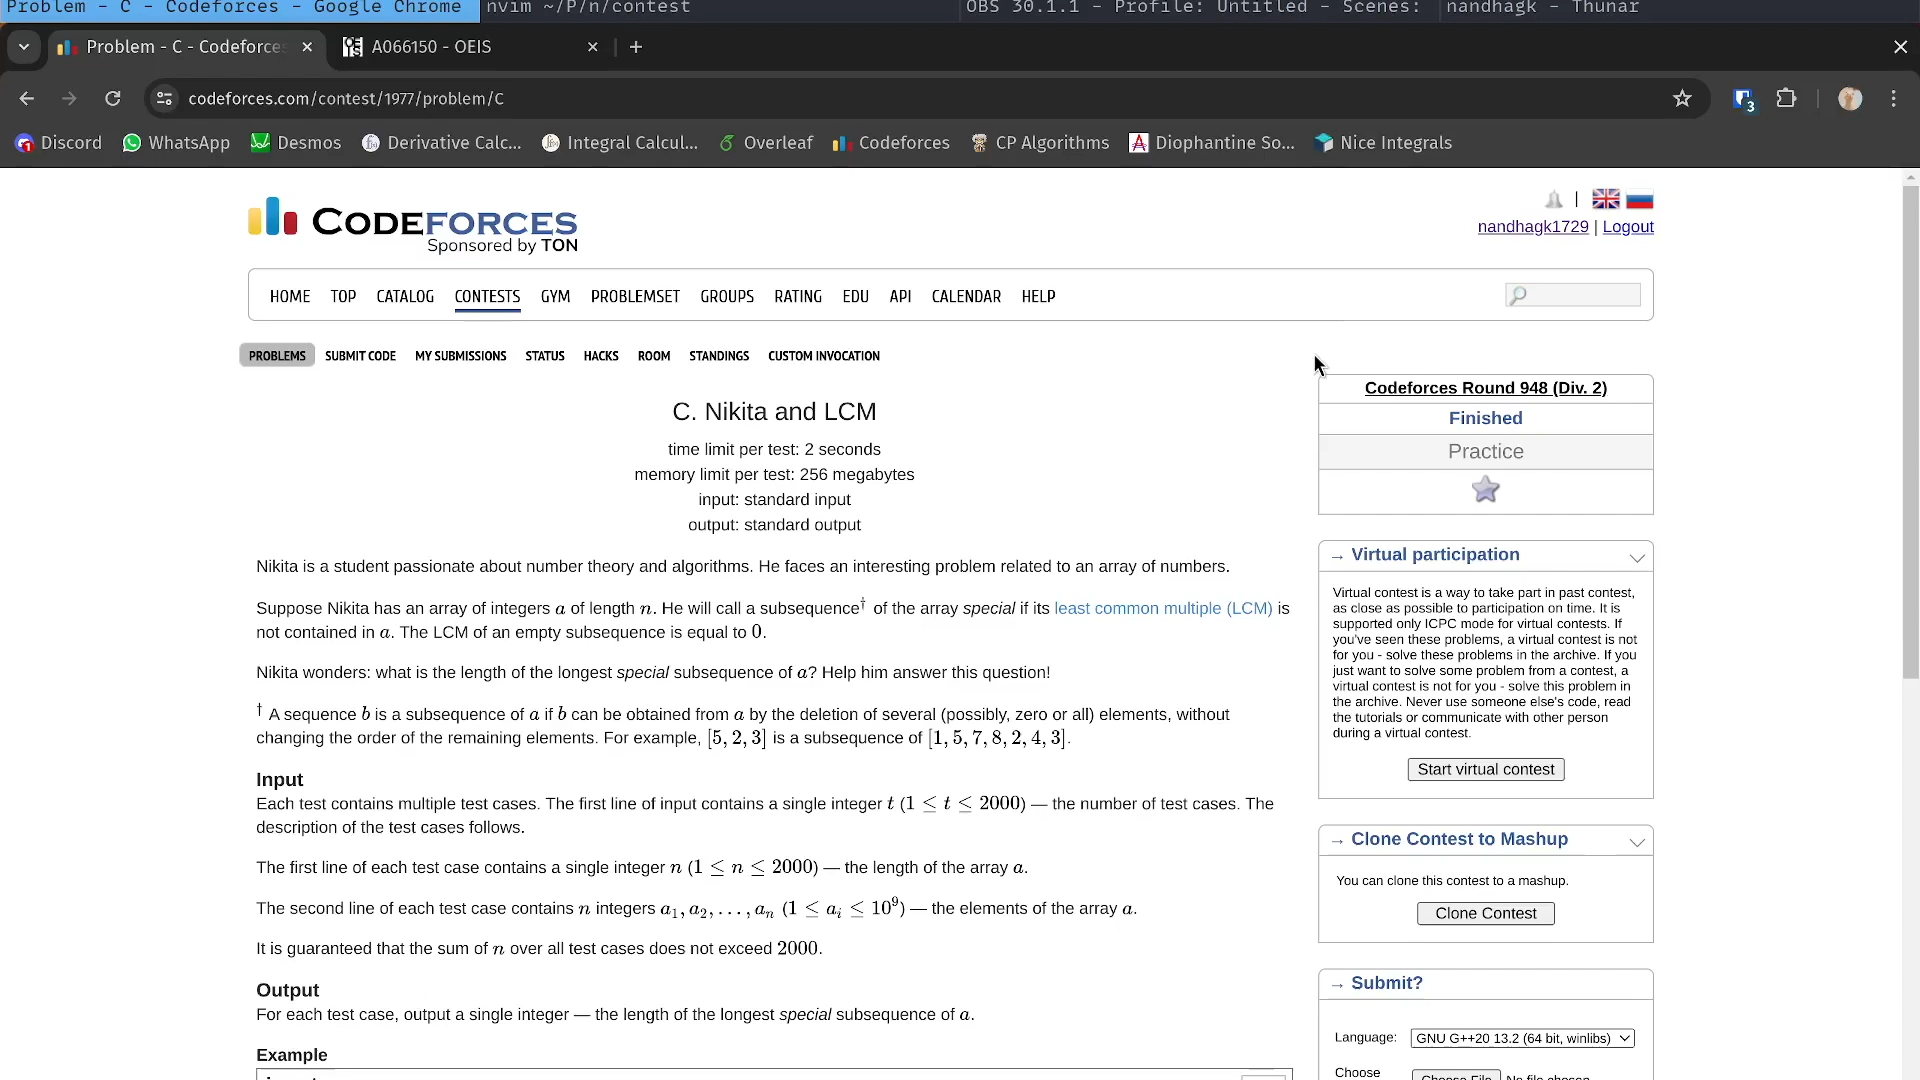 Problem - C - Codeforces - Google Chrome
nvim ~/P/n/contest
OBS 30.1.1 - Profile: Untitled - Scenes:
nandhagk - Thunar
Problem - C - Codeforces
A066150 - OEIS
codeforces.com/contest/1977/problem/C
3
Discord
WhatsApp
Desmos
Derivative Calc...
Integral Calcul...
Overleaf
Codeforces
CP Algorithms
Diophantine So...
Nice Integrals
CODEFORCES
Sponsored by TON
nandhagk1729 | Logout
HOME TOP CATALOG CONTESTS GYM PROBLEMSET GROUPS RATING EDU API CALENDAR HELP
PROBLEMS SUBMIT CODE MY SUBMISSIONS STATUS HACKS ROOM STANDINGS CUSTOM INVOCATION
C. Nikita and LCM
time limit per test: 2 seconds
memory limit per test: 256 megabytes
input: standard input
output: standard output
Nikita is a student passionate about number theory and algorithms. He faces an interesting problem related to an array of numbers.
Suppose Nikita has an array of integers a of length n. He will call a subsequence† of the array special if its least common multiple (LCM) is
not contained in a. The LCM of an empty subsequence is equal to 0.
Nikita wonders: what is the length of the longest special subsequence of a? Help him answer this question!
† A sequence b is a subsequence of a if b can be obtained from a by the deletion of several (possibly, zero or all) elements, without
changing the order of the remaining elements. For example, [5, 2, 3] is a subsequence of [1, 5, 7, 8, 2, 4, 3].
Input
Each test contains multiple test cases. The first line of input contains a single integer t (1 ≤ t ≤ 2000) — the number of test cases. The
description of the test cases follows.
The first line of each test case contains a single integer n (1 ≤ n ≤ 2000) — the length of the array a.
The second line of each test case contains n integers a₁, a₂, . . . , aₙ (1 ≤ aᵢ ≤ 10⁹) — the elements of the array a.
It is guaranteed that the sum of n over all test cases does not exceed 2000.
Output
For each test case, output a single integer — the length of the longest special subsequence of a.
Example
Codeforces Round 948 (Div. 2)
Finished
Practice
→ Virtual participation
Virtual contest is a way to take part in past contest,
as close as possible to participation on time. It is
supported only ICPC mode for virtual contests. If
you've seen these problems, a virtual contest is not
for you - solve these problems in the archive. If you
just want to solve some problem from a contest, a
virtual contest is not for you - solve this problem in
the archive. Never use someone else's code, read
the tutorials or communicate with other person
during a virtual contest.
Start virtual contest
→ Clone Contest to Mashup
You can clone this contest to a mashup.
Clone Contest
→ Submit?
Language: GNU G++20 13.2 (64 bit, winlibs)
Choose
Choose File No file chosen